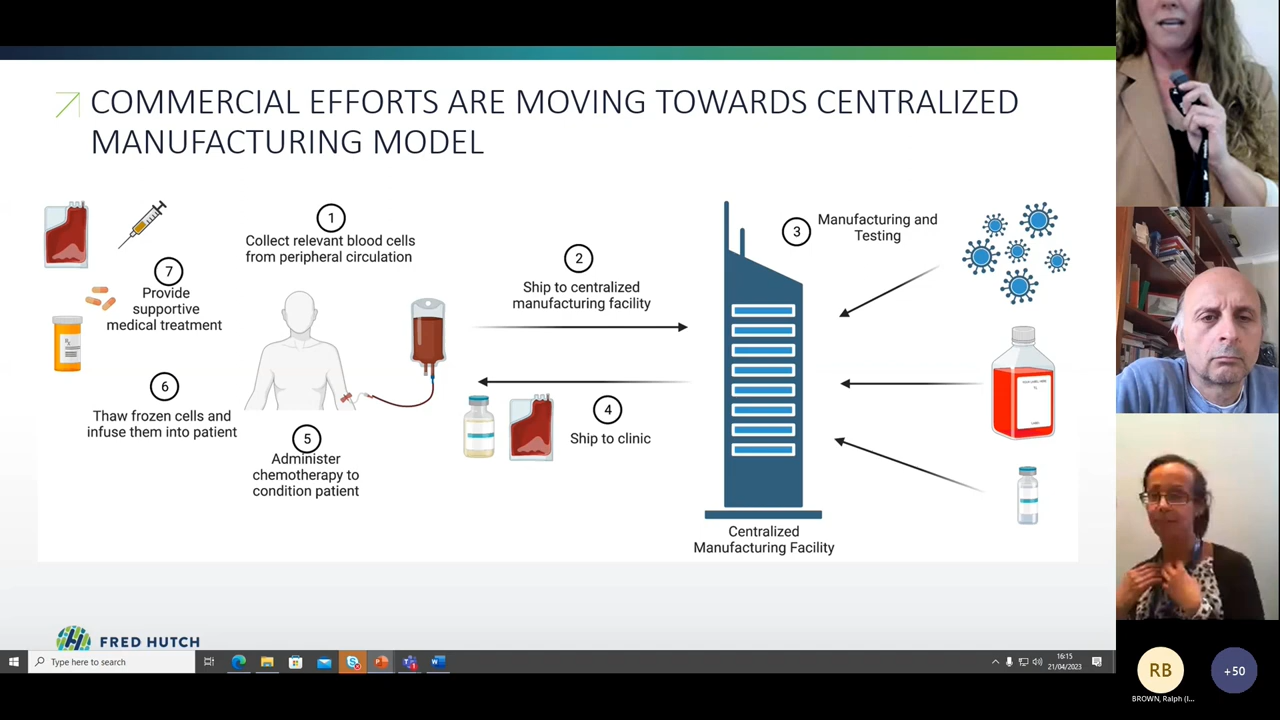 COMMERCIAL EFFORTS ARE MOVING TOWARDS CENTRALIZED
MANUFACTURING MODEL
1
Collect relevant blood cells
from peripheral circulation
2
Ship to centralized
manufacturing facility
3
Manufacturing and
Testing
4
Ship to clinic
5
Administer
chemotherapy to
condition patient
6
Thaw frozen cells and
infuse them into patient
7
Provide
supportive
medical treatment
Centralized
Manufacturing Facility
FRED HUTCH
Type here to search
16:15
21/04/2023
RB
BROWN, Ralph (I...
+50